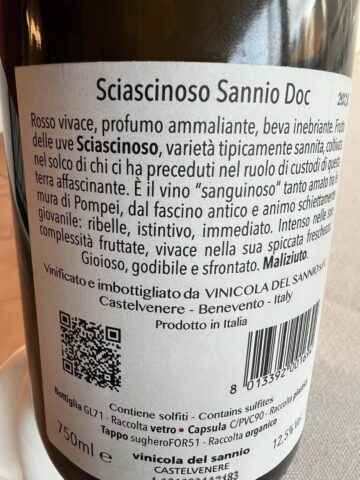 Sciascinoso Sannio Doc
Rosso vivace, profumo ammaliante, beva inebriante.
delle uve Sciascinoso, varietà tipicamente sannita,
nel solco di chi ci ha preceduti nel ruolo di custodi di questa
terra affascinante. È il vino "sanguinoso" tanto amato
mura di Pompei, dal fascino antico e animo schiettamente
giovanile: ribelle, istintivo, immediato. Intenso nelle sue
complessità fruttate, vivace nella sua spiccata freschezza.
Gioioso, godibile e sfrontato. Maliziuto.
Vinificato e imbottigliato da VINICOLA DEL SANNIO
Castelvenere - Benevento - Italy
Prodotto in Italia
Contiene solfiti - Contains sulfites
Bottiglia GL71 - Raccolta vetro • Capsula C/PVC90 - Raccolta plastica
Tappo sugheroFOR51 - Raccolta organico
750ml e
12,5% Vol
vinicola del sannio
CASTELVENERE